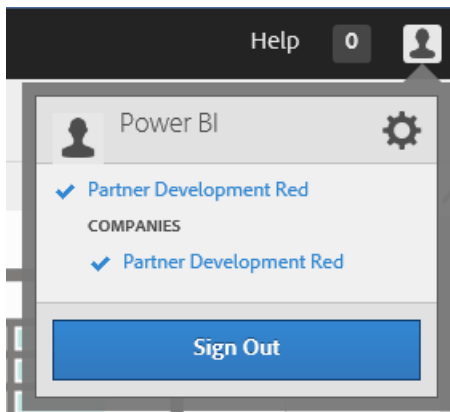 Help 0
Power BI
Partner Development Red
COMPANIES
Partner Development Red
Sign Out